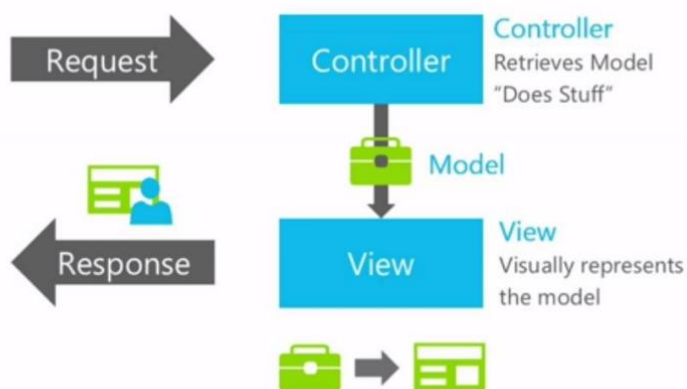 Request
Controller
Controller
Retrieves Model
"Does Stuff"
Model
Response
View
View
Visually represents
the model